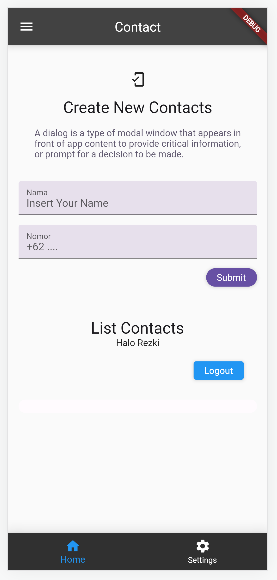 Contact
DEBUG
Create New Contacts
A dialog is a type of modal window that appears in
front of app content to provide critical information,
or prompt for a decision to be made.
Nama
Insert Your Name
Nomor
+62 ....
Submit
List Contacts
Halo Rezki
Logout
Home
Settings